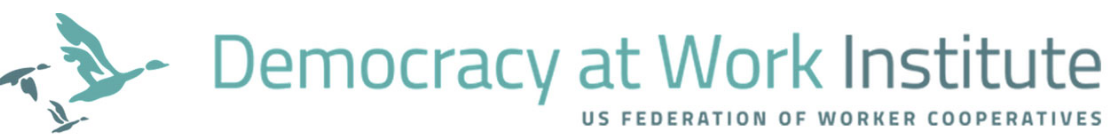 Democracy at Work Institute
US FEDERATION OF WORKER COOPERATIVES